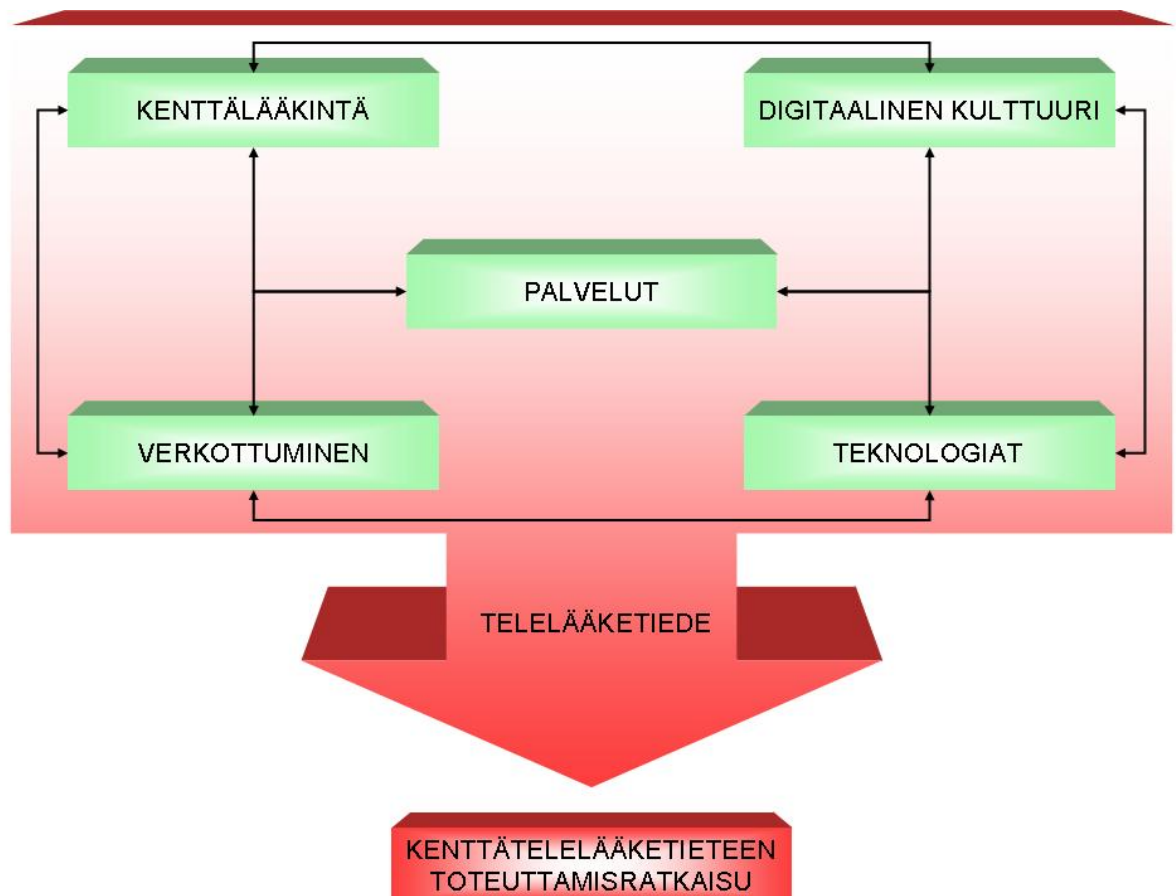 KENTTÄLÄÄKINTÄ
DIGITAALINEN KULTTUURI
PALVELUT
VERKOTTUMINEN
TEKNOLOGIAT
TELELÄÄKETIEDE
KENTTÄTELELÄÄKETIETEEN
TOTEUTTAMISRATKAISU